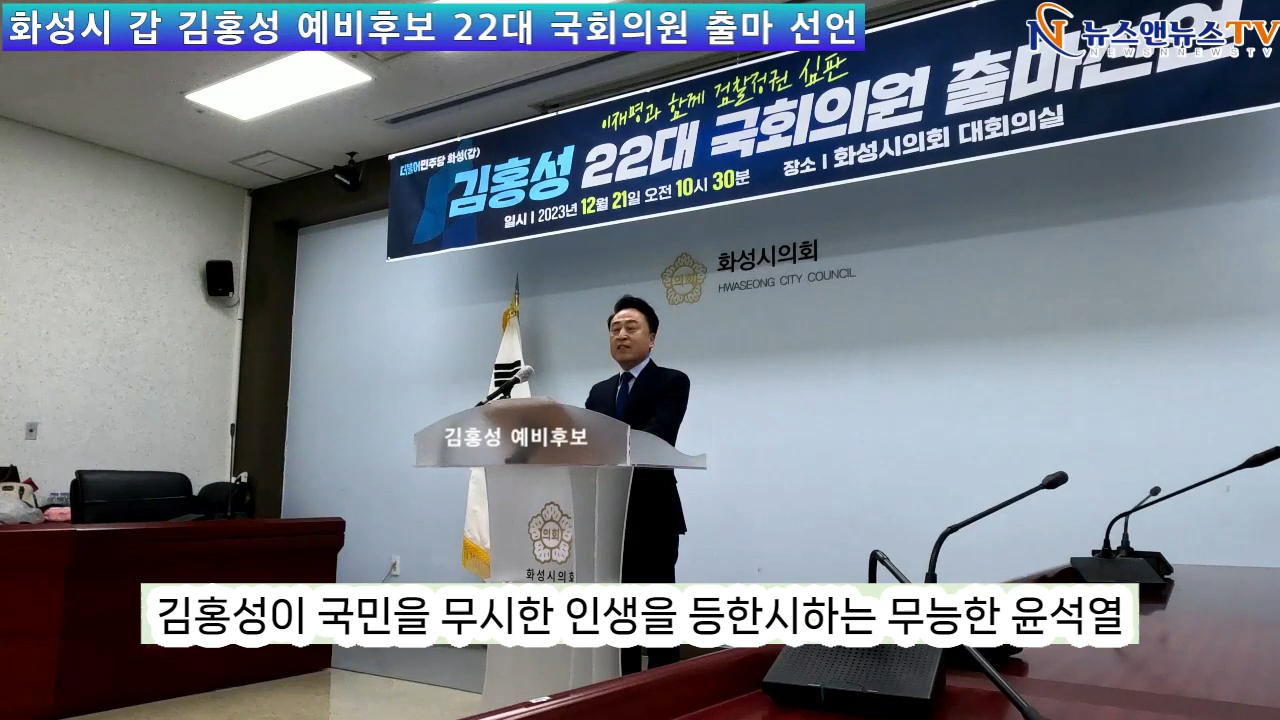 화성시 갑 김홍성 예비후보 22대 국회의원 출마 선언
뉴스앤뉴스TV
NEWSNNEWSTV
이재명과 함께 검찰정권 심판
더불어민주당 화성(갑)
김홍성 22대 국회의원 출마선언
일시 | 2023년 12월 21일 오전 10시 30분
장소 | 화성시의회 대회의실
의회
화성시의회
HWASEONG CITY COUNCIL
김홍성 예비후보
의회
화성시의회
김홍성이 국민을 무시한 인생을 등한시하는 무능한 윤석열